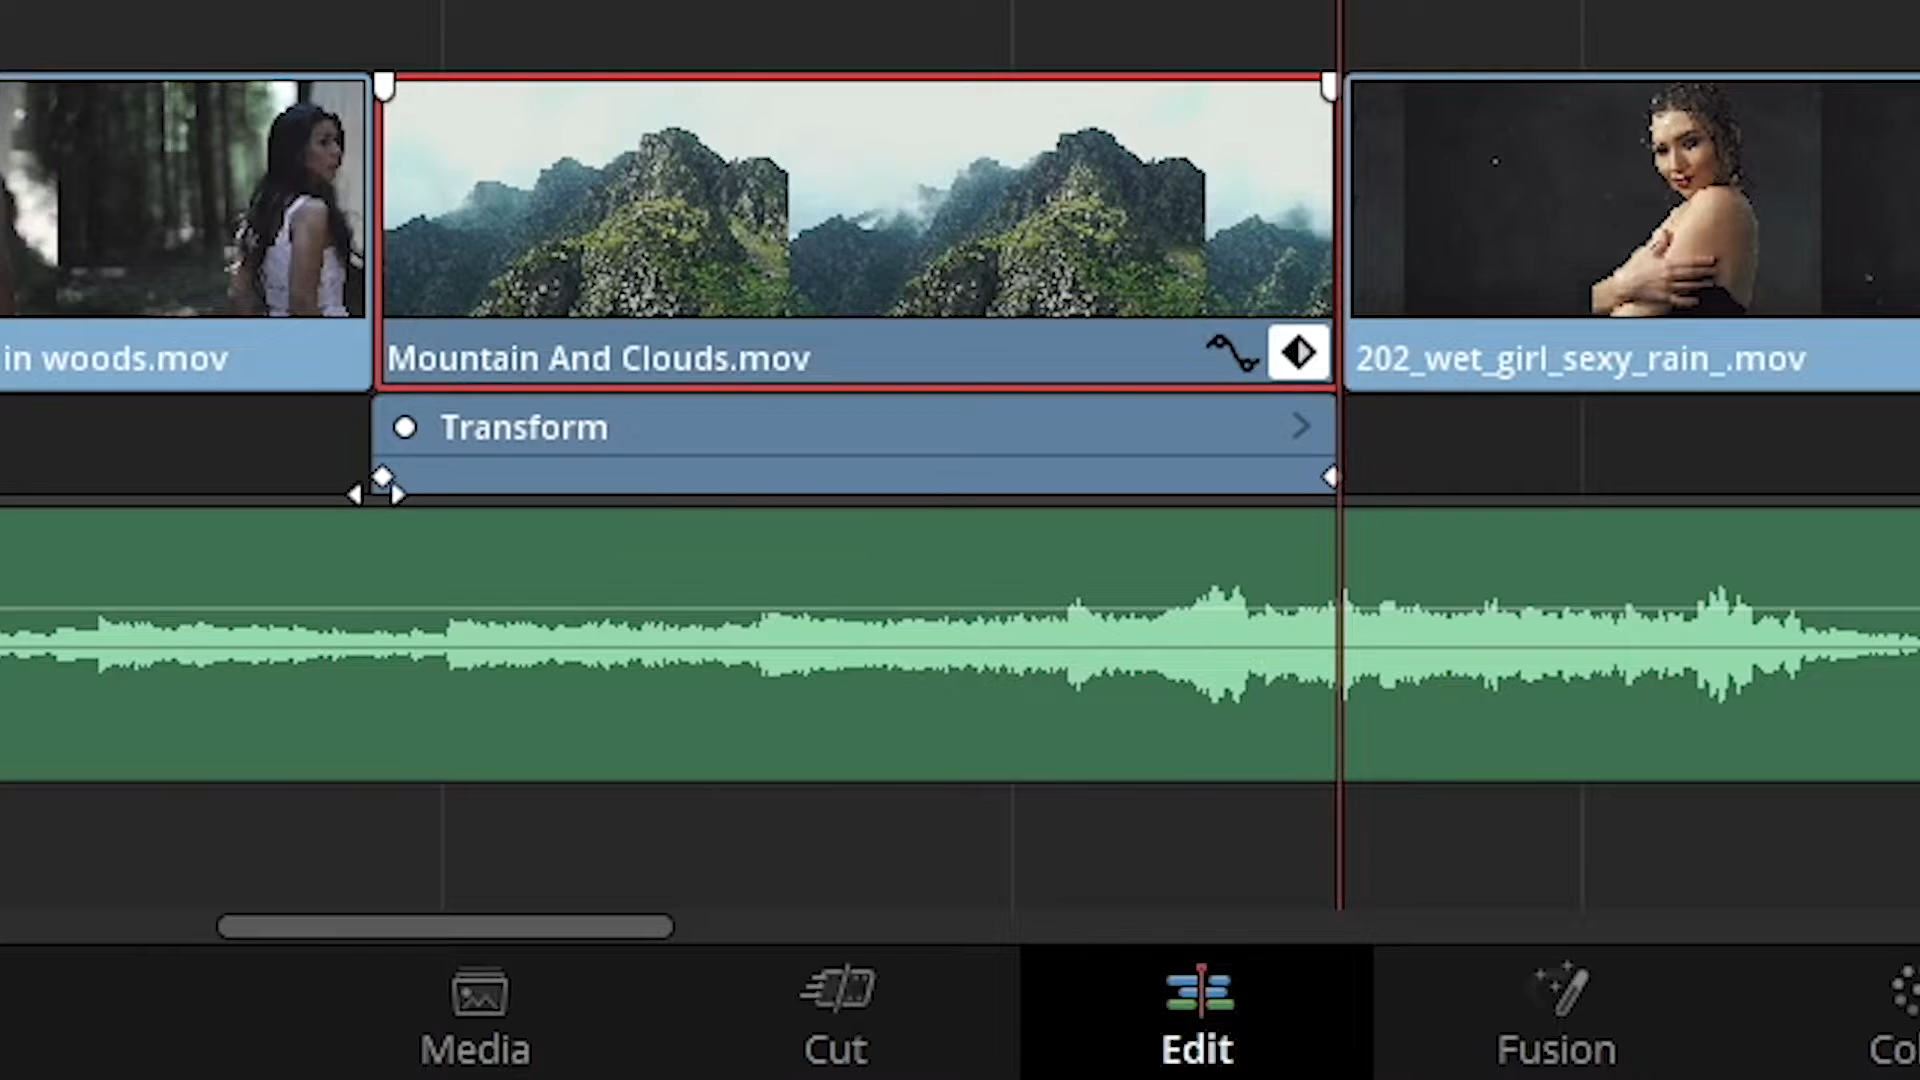 in woods.mov
Mountain And Clouds.mov
202_wet_girl_sexy_rain_.mov
Transform
Media
Cut
Edit
Fusion
Co